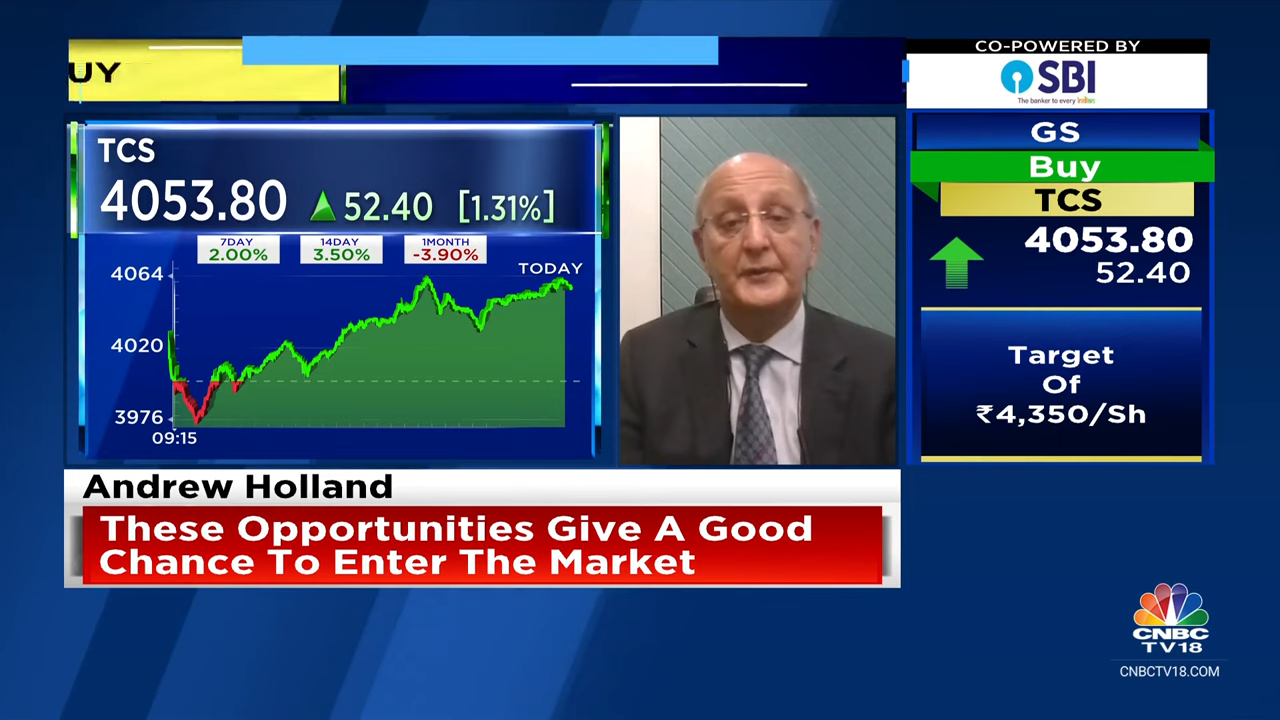 UY
CO-POWERED BY
SBI
The banker to every Indian
TCS
4053.80 52.40 [1.31%]
7DAY
2.00%
14DAY
3.50%
1MONTH
-3.90%
TODAY
4064
4020
3976
09:15
GS
Buy
TCS
4053.80
52.40
Target
Of
₹4,350/Sh
Andrew Holland
These Opportunities Give A Good
Chance To Enter The Market
CNBC
TV18
CNBCTV18.COM